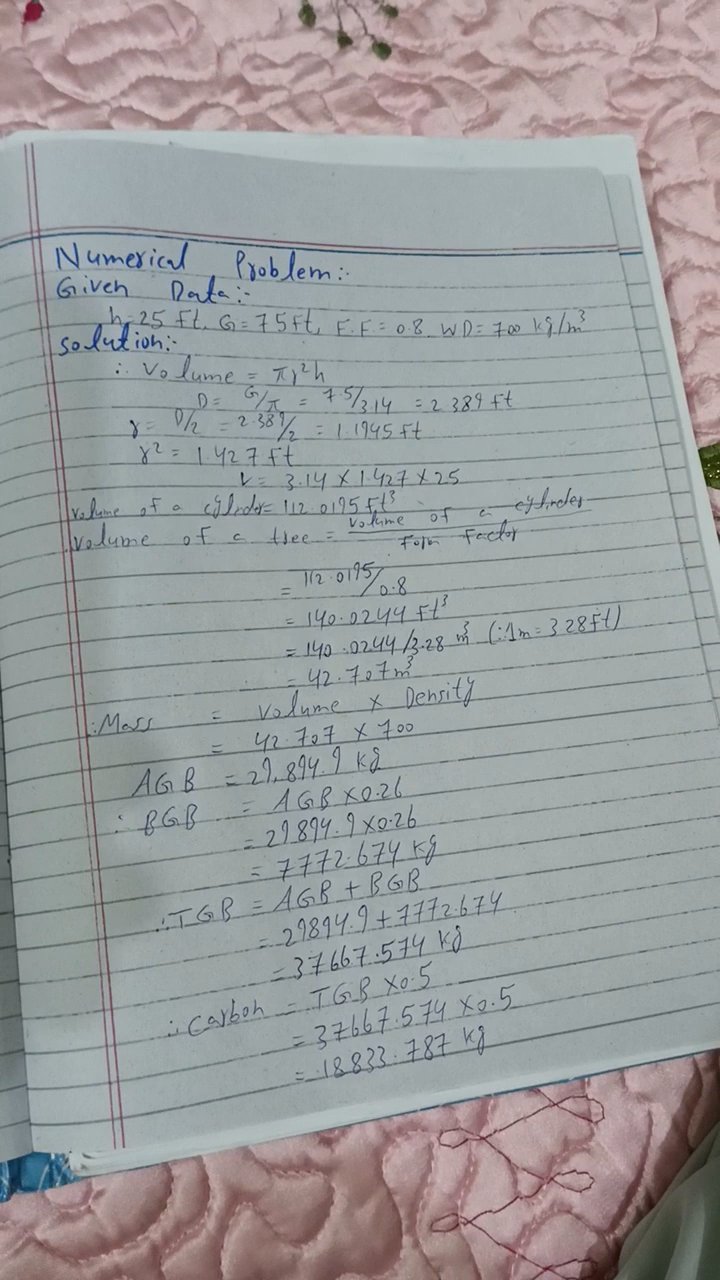 Numerical Problem:-
Given Data:-
h=25 ft, G=7.5 ft, F.F=0.8 WD=700 kg/m³
Solution:-
∴ Volume = πr²h
D= G/π = 7.5/3.14 = 2.389 ft
r= D/2 = 2.389/2 = 1.1945 ft
r² = 1.427 ft
V= 3.14 × 1.427 × 25
volume of a cylinder = 112.0195 ft³
volume of a tree = volume of a cylinder / Form Factor
= 112.0195/0.8
= 140.0244 ft³
= 140.0244/3.28 m³ (∴1m = 3.28 ft)
= 42.707 m³
∴ Mass = Volume × Density
= 42.707 × 700
AGB = 29,894.9 kg
∴ BGB = AGB × 0.26
= 29894.9 × 0.26
= 7772.674 kg
∴ TGB = AGB + BGB
= 29894.9 + 7772.674
= 37667.574 kg
∴ Carbon = TGB × 0.5
= 37667.574 × 0.5
= 18833.787 kg